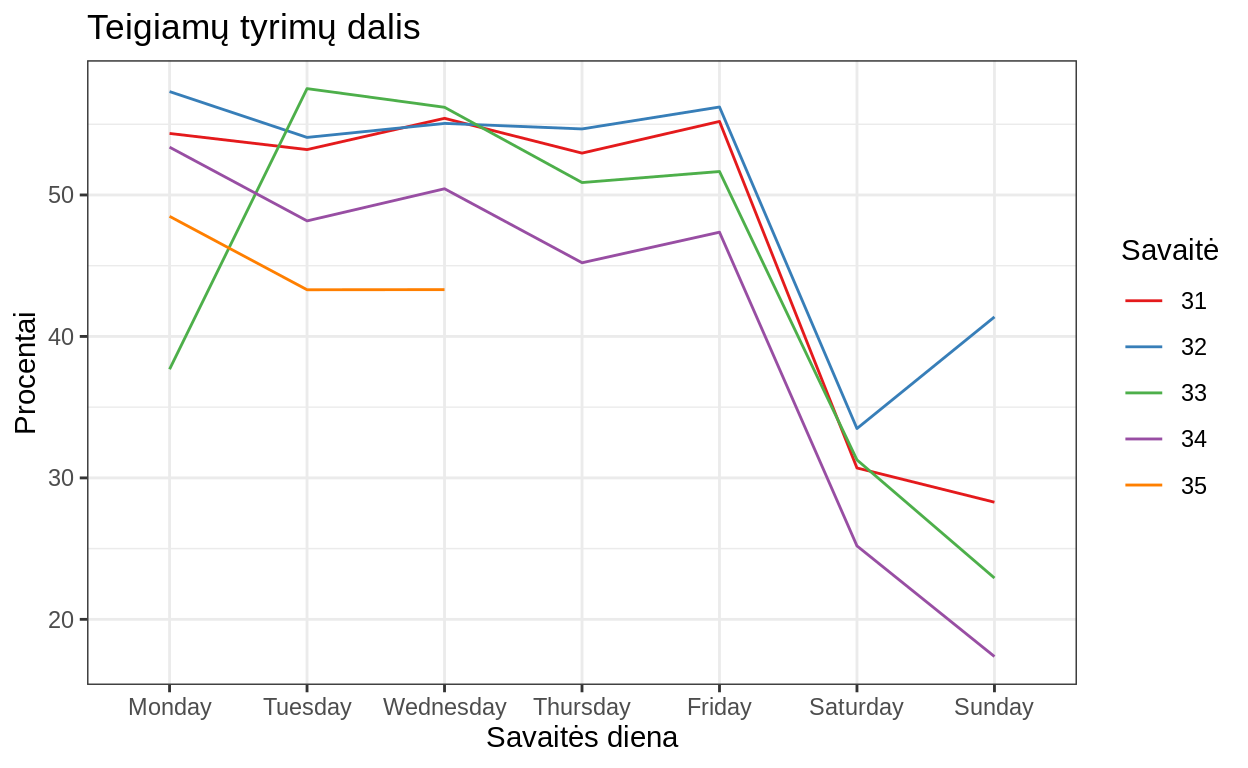 Teigiamų tyrimų dalis
Procentai
50
40
30
20
Monday Tuesday Wednesday Thursday Friday Saturday Sunday
Savaitės diena
Savaitė
31
32
33
34
35